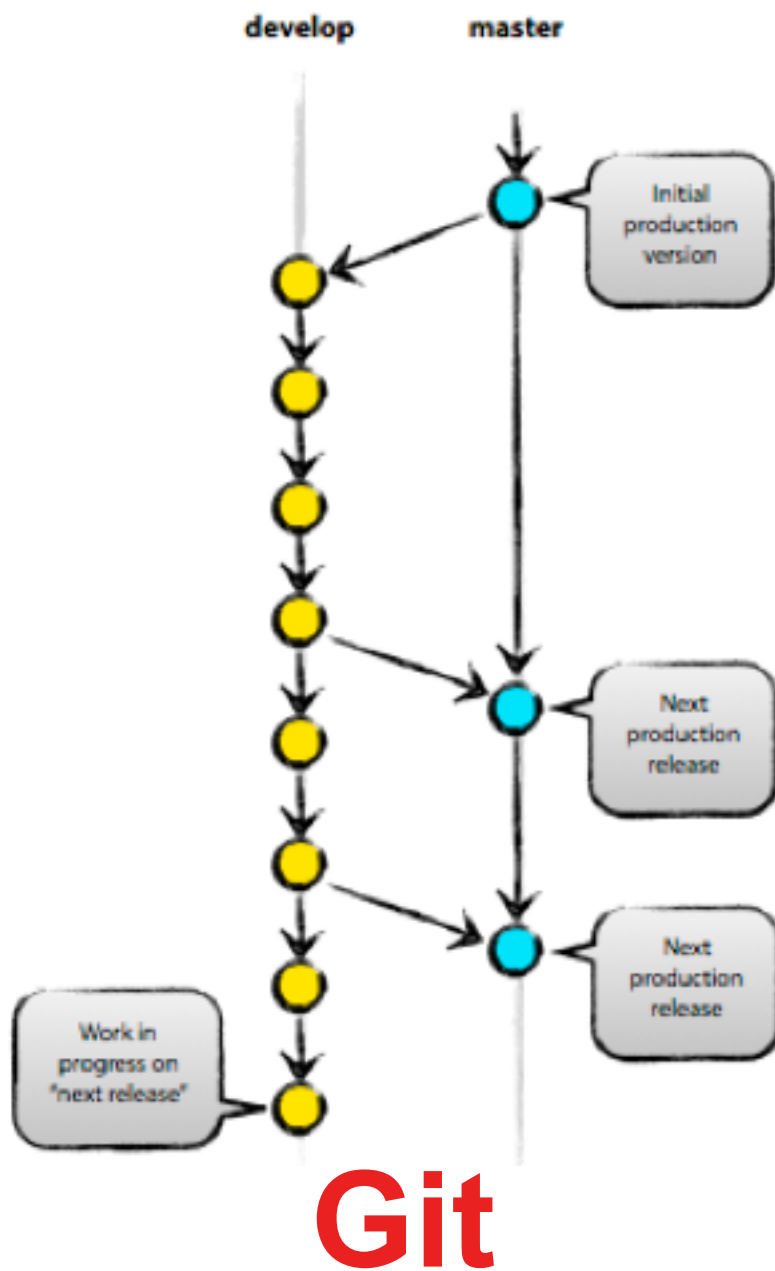 develop master
Initial
production
version
Next
production
release
Next
production
release
Work in
progress on
"next release"
Git